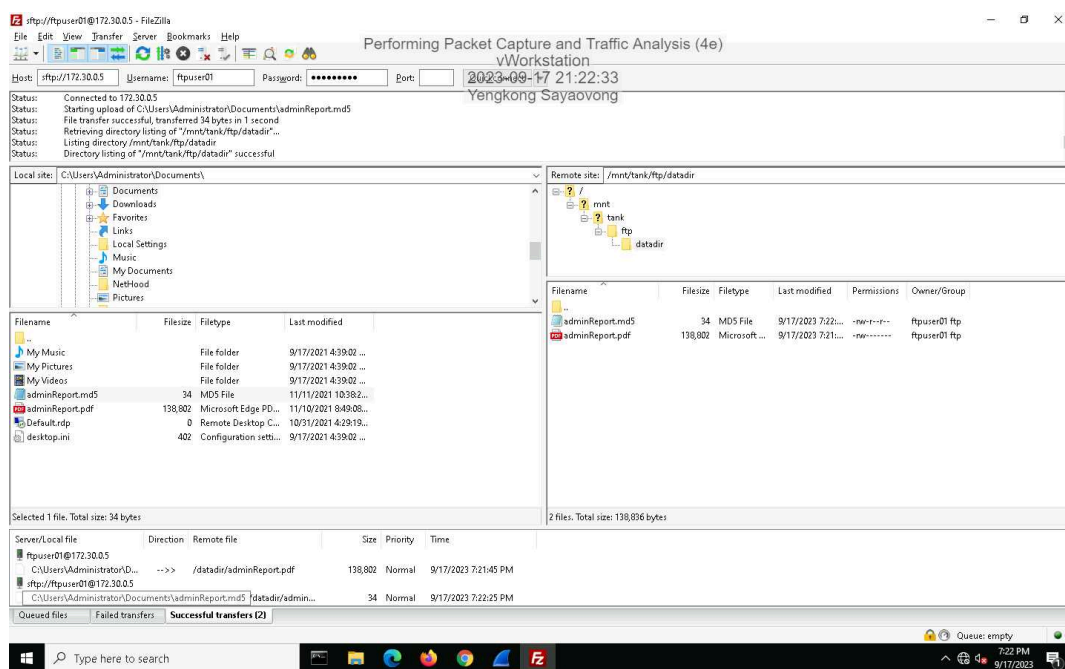 sftp://ftpuser01@172.30.0.5 - FileZilla
File Edit View Transfer Server Bookmarks Help
Performing Packet Capture and Traffic Analysis (4e)
vWorkstation
2023-09-17 21:22:33
Yengkong Sayaovong
Host: sftp://172.30.0.5 Username: ftpuser01 Password: ●●●●●●●●● Port:
Status: Connected to 172.30.0.5
Status: Starting upload of C:\Users\Administrator\Documents\adminReport.md5
Status: File transfer successful, transferred 34 bytes in 1 second
Status: Retrieving directory listing of "/mnt/tank/ftp/datadir"...
Status: Listing directory /mnt/tank/ftp/datadir
Status: Directory listing of "/mnt/tank/ftp/datadir" successful
Local site: C:\Users\Administrator\Documents\
Documents
Downloads
Favorites
Links
Local Settings
Music
My Documents
NetHood
Pictures
Filename Filesize Filetype Last modified
..
My Music File folder 9/17/2021 4:39:02 ...
My Pictures File folder 9/17/2021 4:39:02 ...
My Videos File folder 9/17/2021 4:39:02 ...
adminReport.md5 34 MD5 File 11/11/2021 10:38:2...
adminReport.pdf 138,802 Microsoft Edge PD... 11/10/2021 8:49:08...
Default.rdp 0 Remote Desktop C... 10/31/2021 4:29:19...
desktop.ini 402 Configuration setti... 9/17/2021 4:39:02 ...
Selected 1 file. Total size: 34 bytes
Remote site: /mnt/tank/ftp/datadir
/
mnt
tank
ftp
datadir
Filename Filesize Filetype Last modified Permissions Owner/Group
..
adminReport.md5 34 MD5 File 9/17/2023 7:22:... -rw-r--r-- ftpuser01 ftp
adminReport.pdf 138,802 Microsoft ... 9/17/2023 7:21:... -rw------- ftpuser01 ftp
2 files. Total size: 138,836 bytes
Server/Local file Direction Remote file Size Priority Time
ftpuser01@172.30.0.5
C:\Users\Administrator\D... -->> /datadir/adminReport.pdf 138,802 Normal 9/17/2023 7:21:45 PM
sftp://ftpuser01@172.30.0.5
C:\Users\Administrator\Documents\adminReport.md5 /datadir/admin... 34 Normal 9/17/2023 7:22:25 PM
Queued files Failed transfers Successful transfers (2)
Queue: empty
Type here to search
7:22 PM
9/17/2023